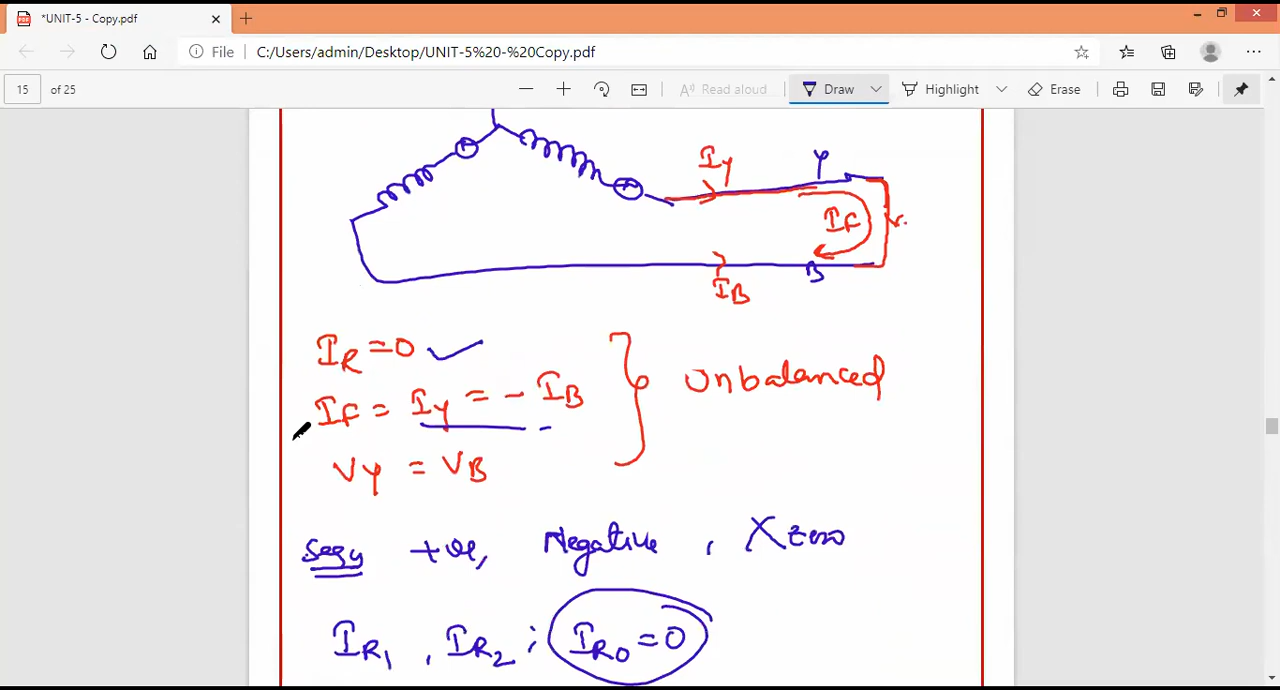 *UNIT-5 - Copy.pdf
File C:/Users/admin/Desktop/UNIT-5%20-%20Copy.pdf
15 of 25 Read aloud Draw Highlight Erase
IY Y
IF
B
IB
IR = 0
IF = IY = - IB
Unbalanced
VY = VB
Sequ +ve, Negative, X zero
IR1, IR2; IR0 = 0